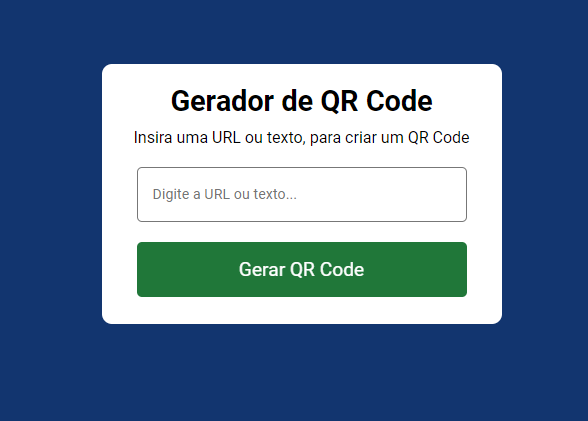 Gerador de QR Code
Insira uma URL ou texto, para criar um QR Code
Digite a URL ou texto...
Gerar QR Code